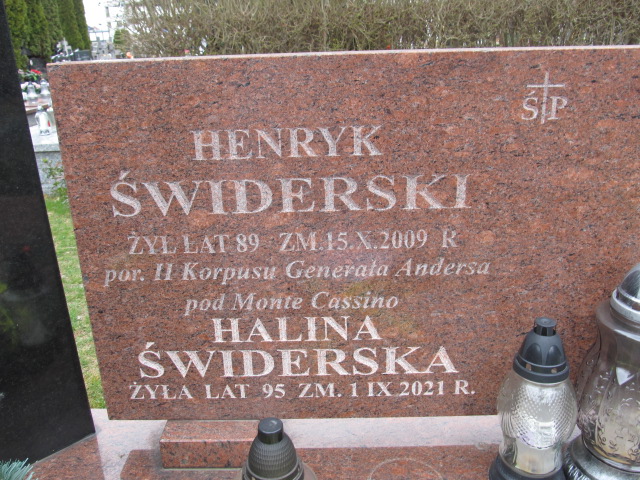 Ś P
HENRYK
ŚWIDERSKI
ŻYŁ LAT 89 ZM. 15.X.2009 R
por. II Korpusu Generała Andersa
pod Monte Cassino
HALINA
ŚWIDERSKA
ŻYŁA LAT 95 ZM. 1 IX.2021 R.